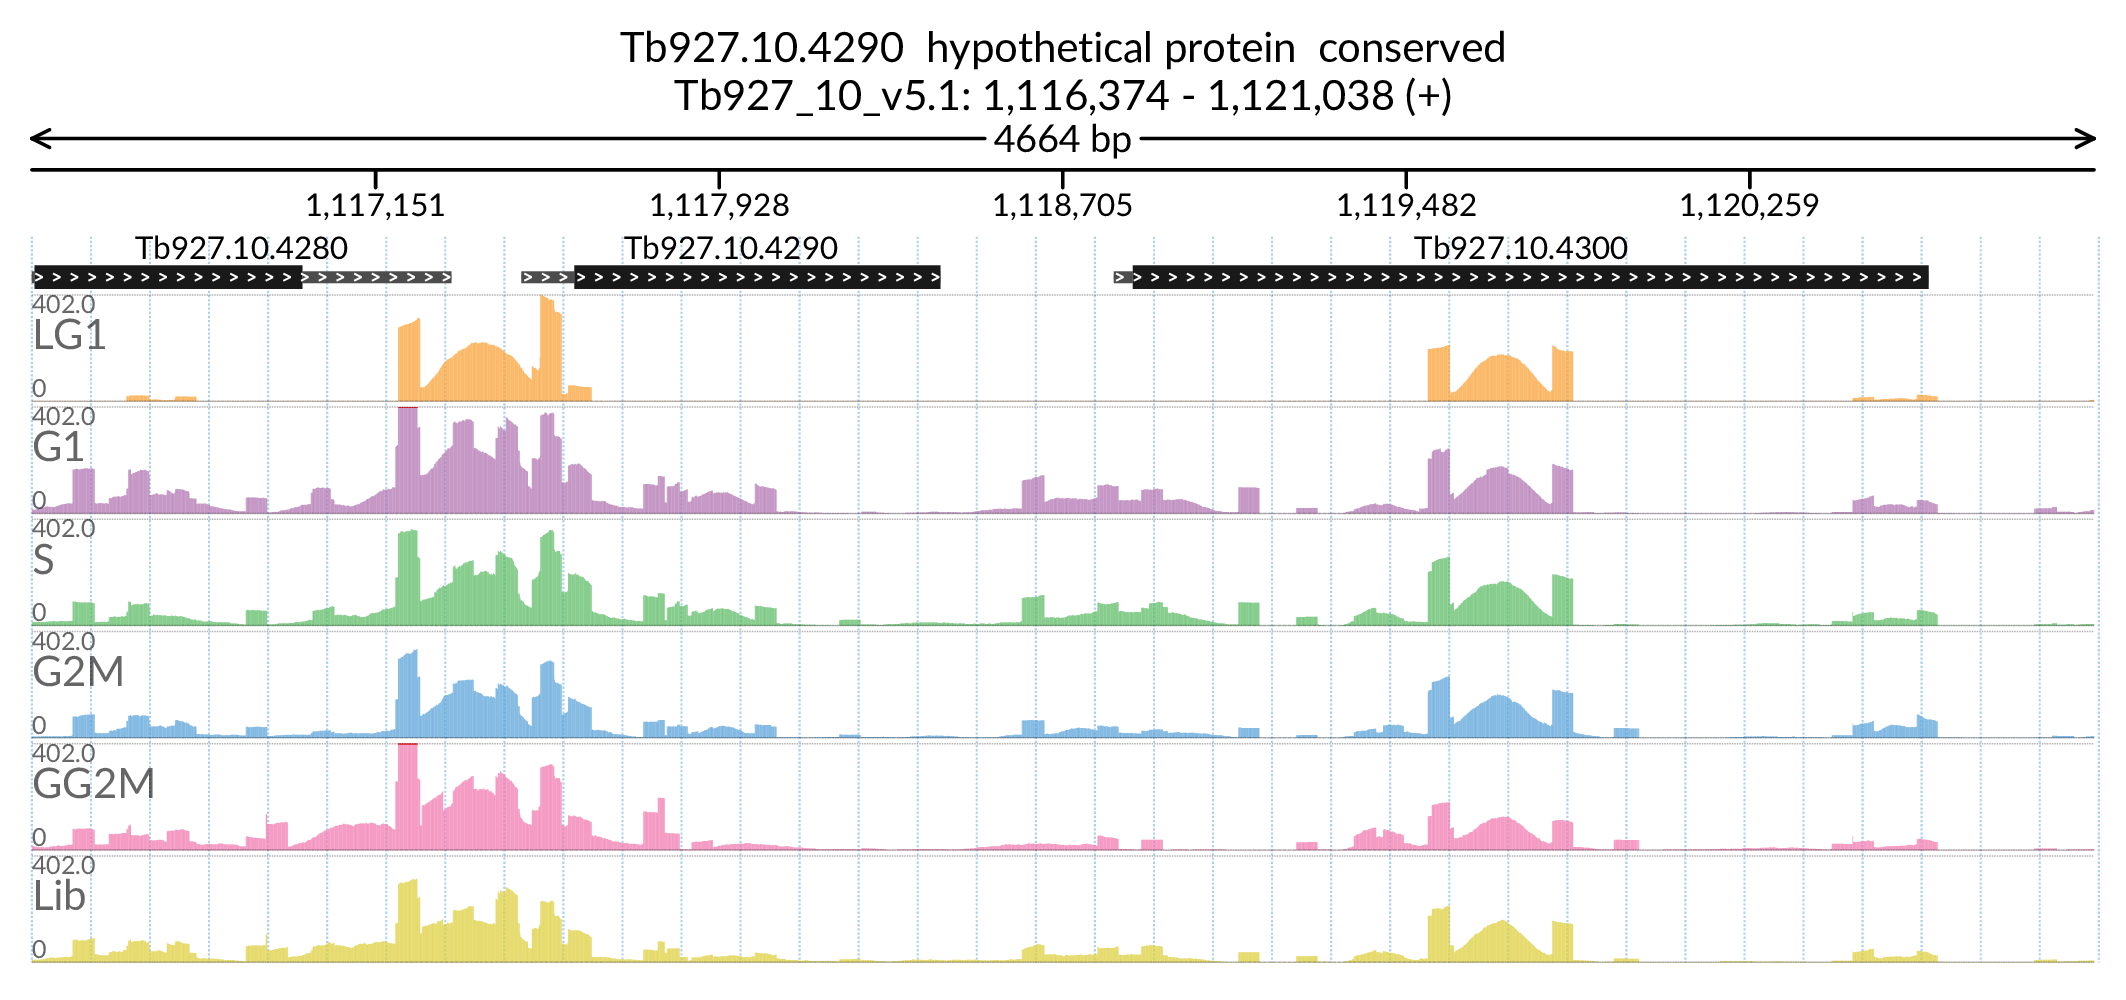 Tb927.10.4290 hypothetical protein conserved
Tb927_10_v5.1: 1,116,374 - 1,121,038 (+)
4664 bp
1,117,151 1,117,928 1,118,705 1,119,482 1,120,259
Tb927.10.4280 Tb927.10.4290 Tb927.10.4300
402.0
LG1
0
402.0
G1
0
402.0
S
0
402.0
G2M
0
402.0
GG2M
0
402.0
Lib
0